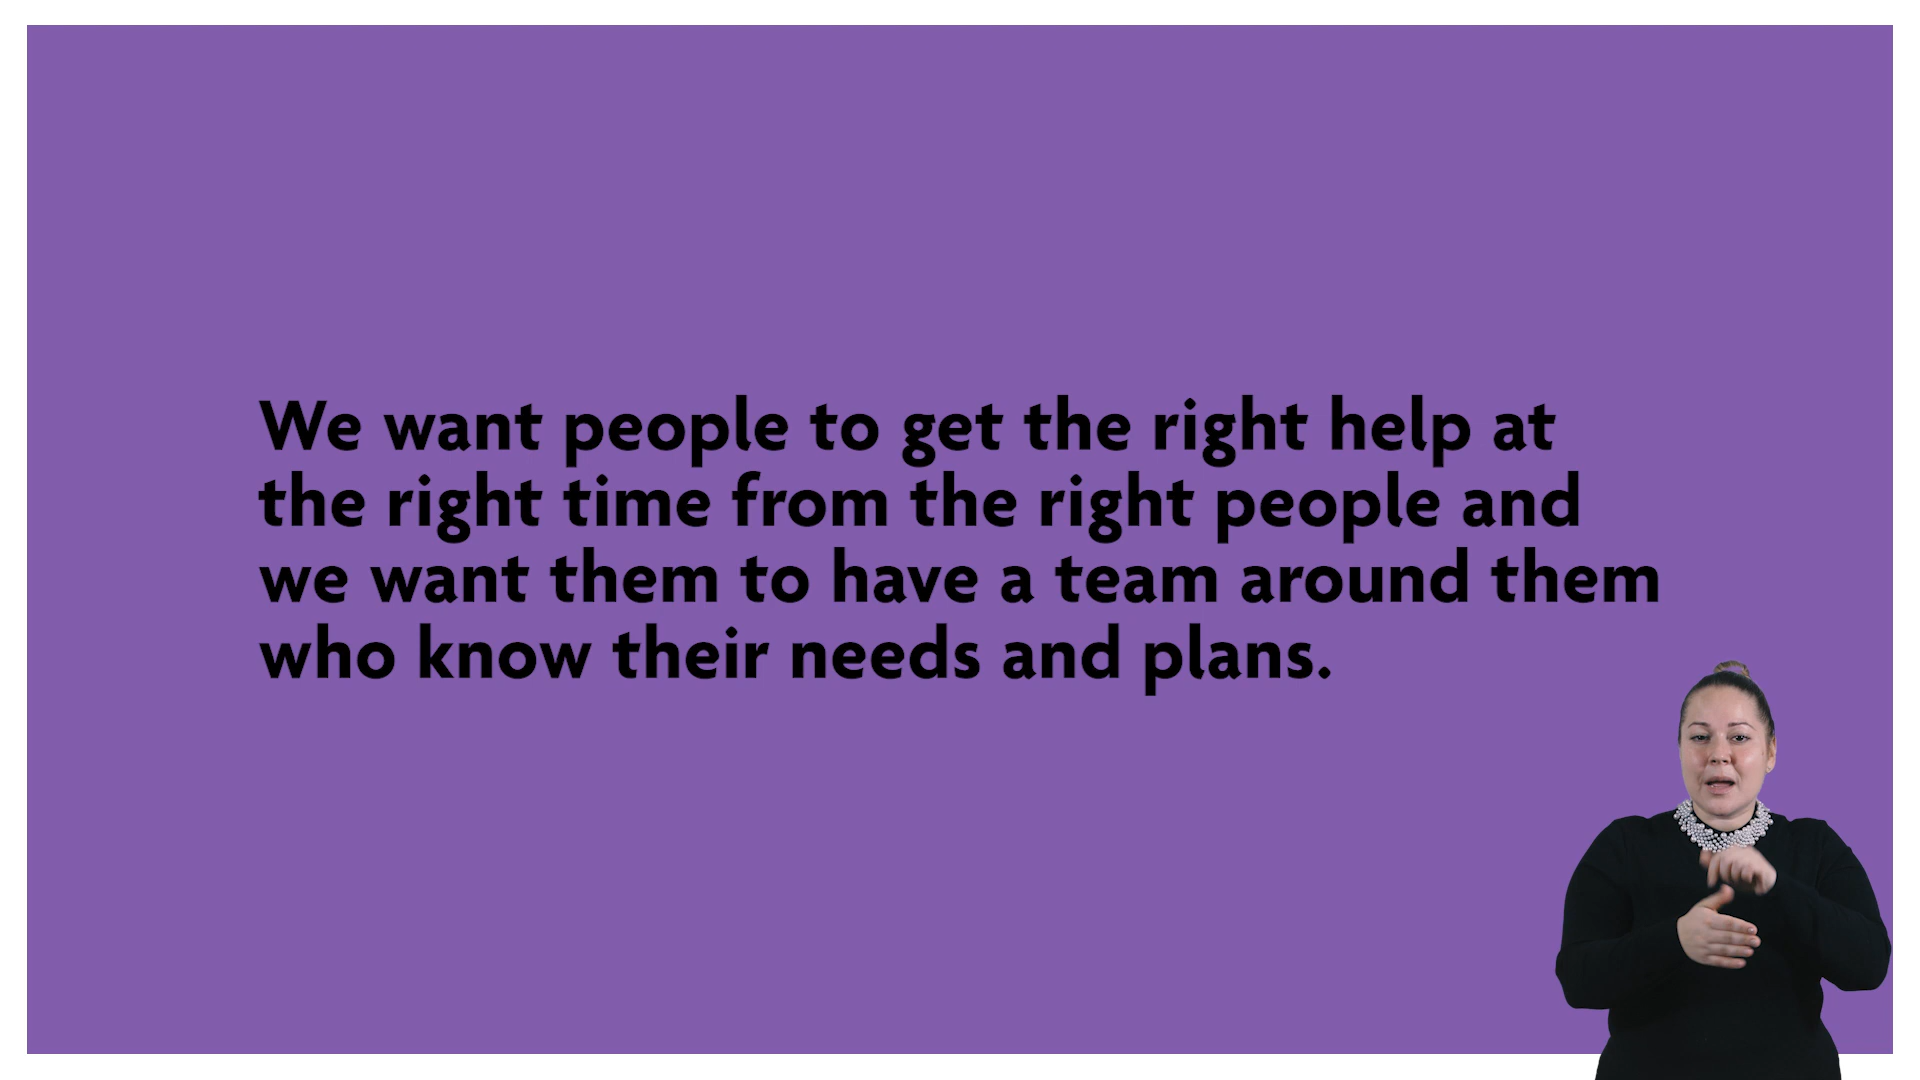 We want people to get the right help at
the right time from the right people and
we want them to have a team around them
who know their needs and plans.